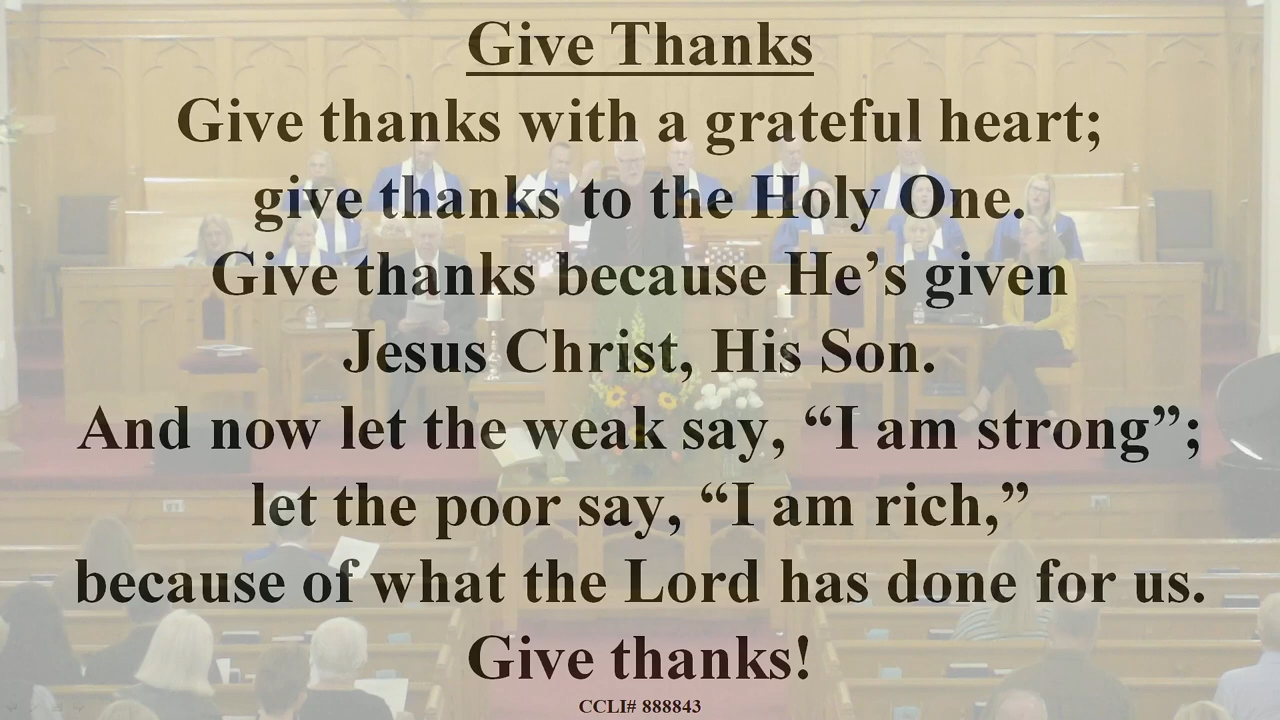 Give Thanks
Give thanks with a grateful heart;
give thanks to the Holy One.
Give thanks because He’s given
Jesus Christ, His Son.
And now let the weak say, “I am strong”;
let the poor say, “I am rich,”
because of what the Lord has done for us.
Give thanks!
CCLI# 888843